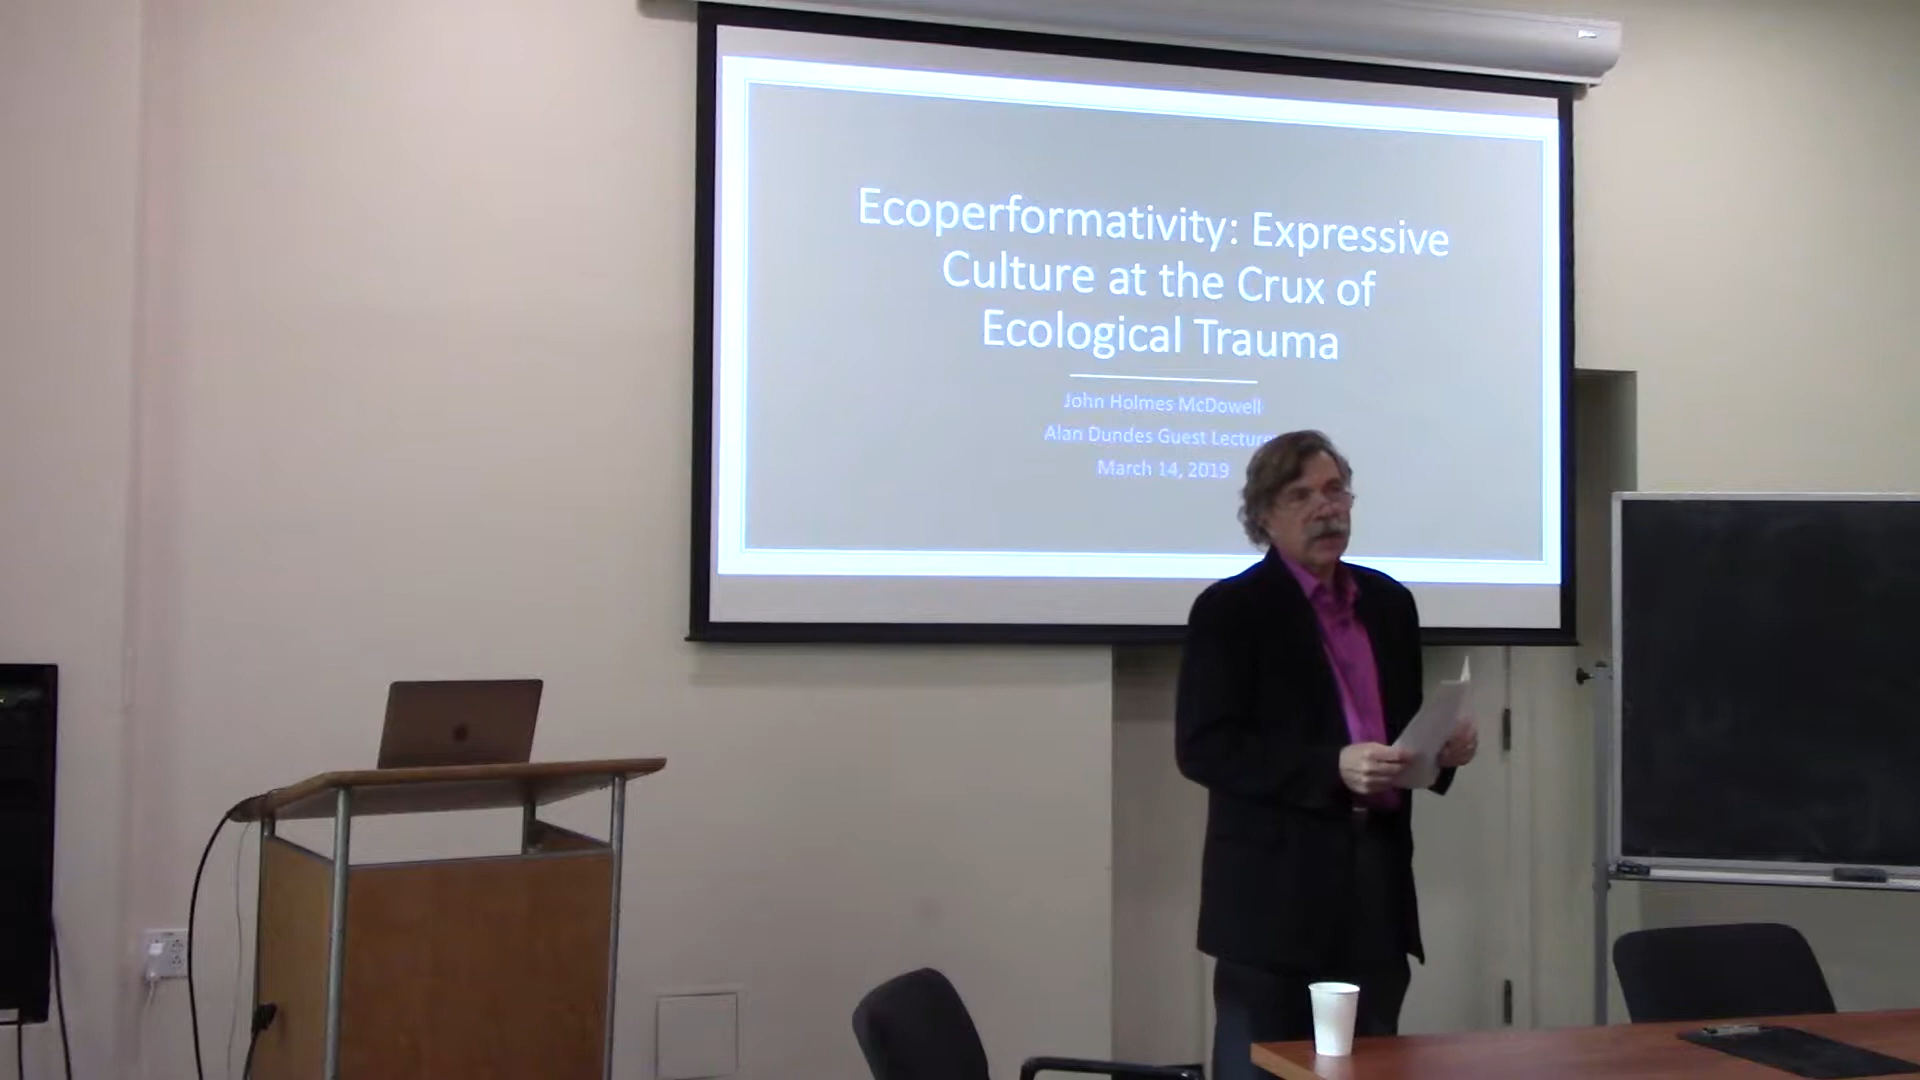 Ecoperformativity: Expressive
Culture at the Crux of
Ecological Trauma
John Holmes McDowell
Alan Dundes Guest Lecture
March 14, 2019